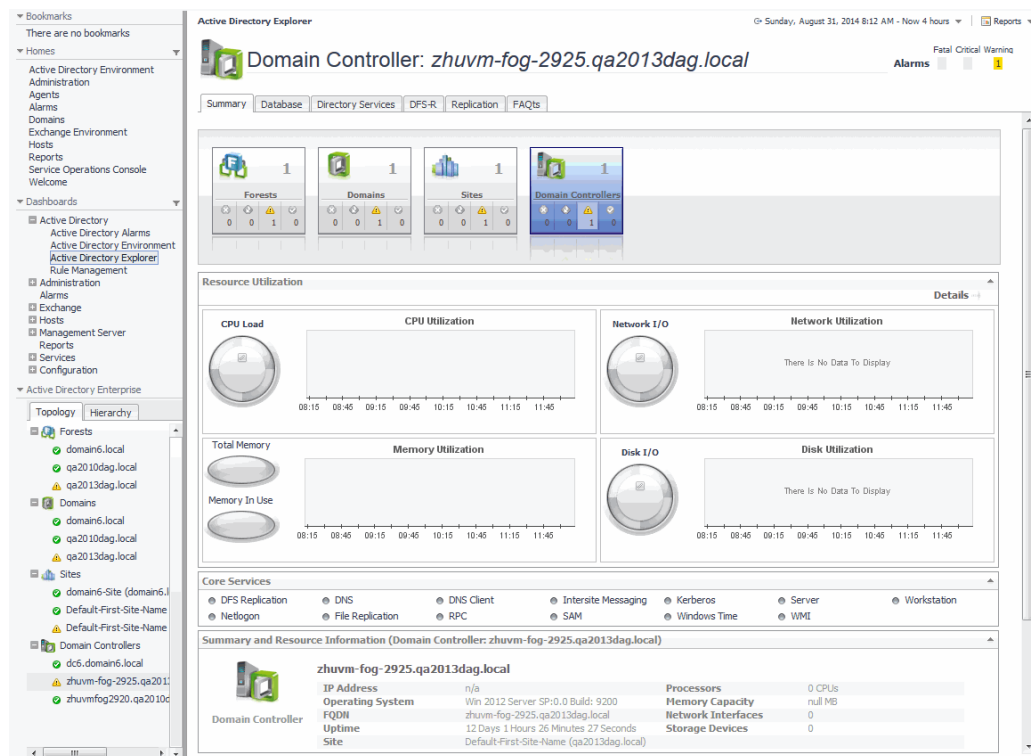 Bookmarks
There are no bookmarks
Homes
Active Directory Environment
Administration
Agents
Alarms
Domains
Exchange Environment
Hosts
Reports
Service Operations Console
Welcome
Dashboards
Active Directory
Active Directory Alarms
Active Directory Environment
Active Directory Explorer
Rule Management
Administration
Alarms
Exchange
Hosts
Management Server
Reports
Services
Configuration
Active Directory Enterprise
Topology Hierarchy
Forests
domain6.local
qa2010dag.local
qa2013dag.local
Domains
domain6.local
qa2010dag.local
qa2013dag.local
Sites
domain6-Site (domain6.l
Default-First-Site-Name
Default-First-Site-Name
Domain Controllers
dc6.domain6.local
zhuvm-fog-2925.qa201
zhuvmfog2920.qa2010d
Active Directory Explorer
Sunday, August 31, 2014 8:12 AM - Now 4 hours Reports
Domain Controller: zhuvm-fog-2925.qa2013dag.local
Fatal Critical Warning
Alarms 1
Summary Database Directory Services DFS-R Replication FAQts
1 1 1 1
Forests Domains Sites Domain Controllers
0 0 1 0 0 0 1 0 0 0 1 0 0 0 1 0
Resource Utilization
Details
CPU Load CPU Utilization
08:15 08:45 09:15 09:45 10:15 10:45 11:15 11:45
Network I/O Network Utilization
There Is No Data To Display
08:15 08:45 09:15 09:45 10:15 10:45 11:15 11:45
Total Memory Memory Utilization
Memory In Use
08:15 08:45 09:15 09:45 10:15 10:45 11:15 11:45
Disk I/O Disk Utilization
There Is No Data To Display
08:15 08:45 09:15 09:45 10:15 10:45 11:15 11:45
Core Services
DFS Replication DNS DNS Client Intersite Messaging Kerberos Server Workstation
Netlogon File Replication RPC SAM Windows Time WMI
Summary and Resource Information (Domain Controller: zhuvm-fog-2925.qa2013dag.local)
Domain Controller
zhuvm-fog-2925.qa2013dag.local
IP Address n/a Processors 0 CPUs
Operating System Win 2012 Server SP:0.0 Build: 9200 Memory Capacity null MB
FQDN zhuvm-fog-2925.qa2013dag.local Network Interfaces 0
Uptime 12 Days 1 Hours 26 Minutes 27 Seconds Storage Devices 0
Site Default-First-Site-Name (qa2013dag.local)